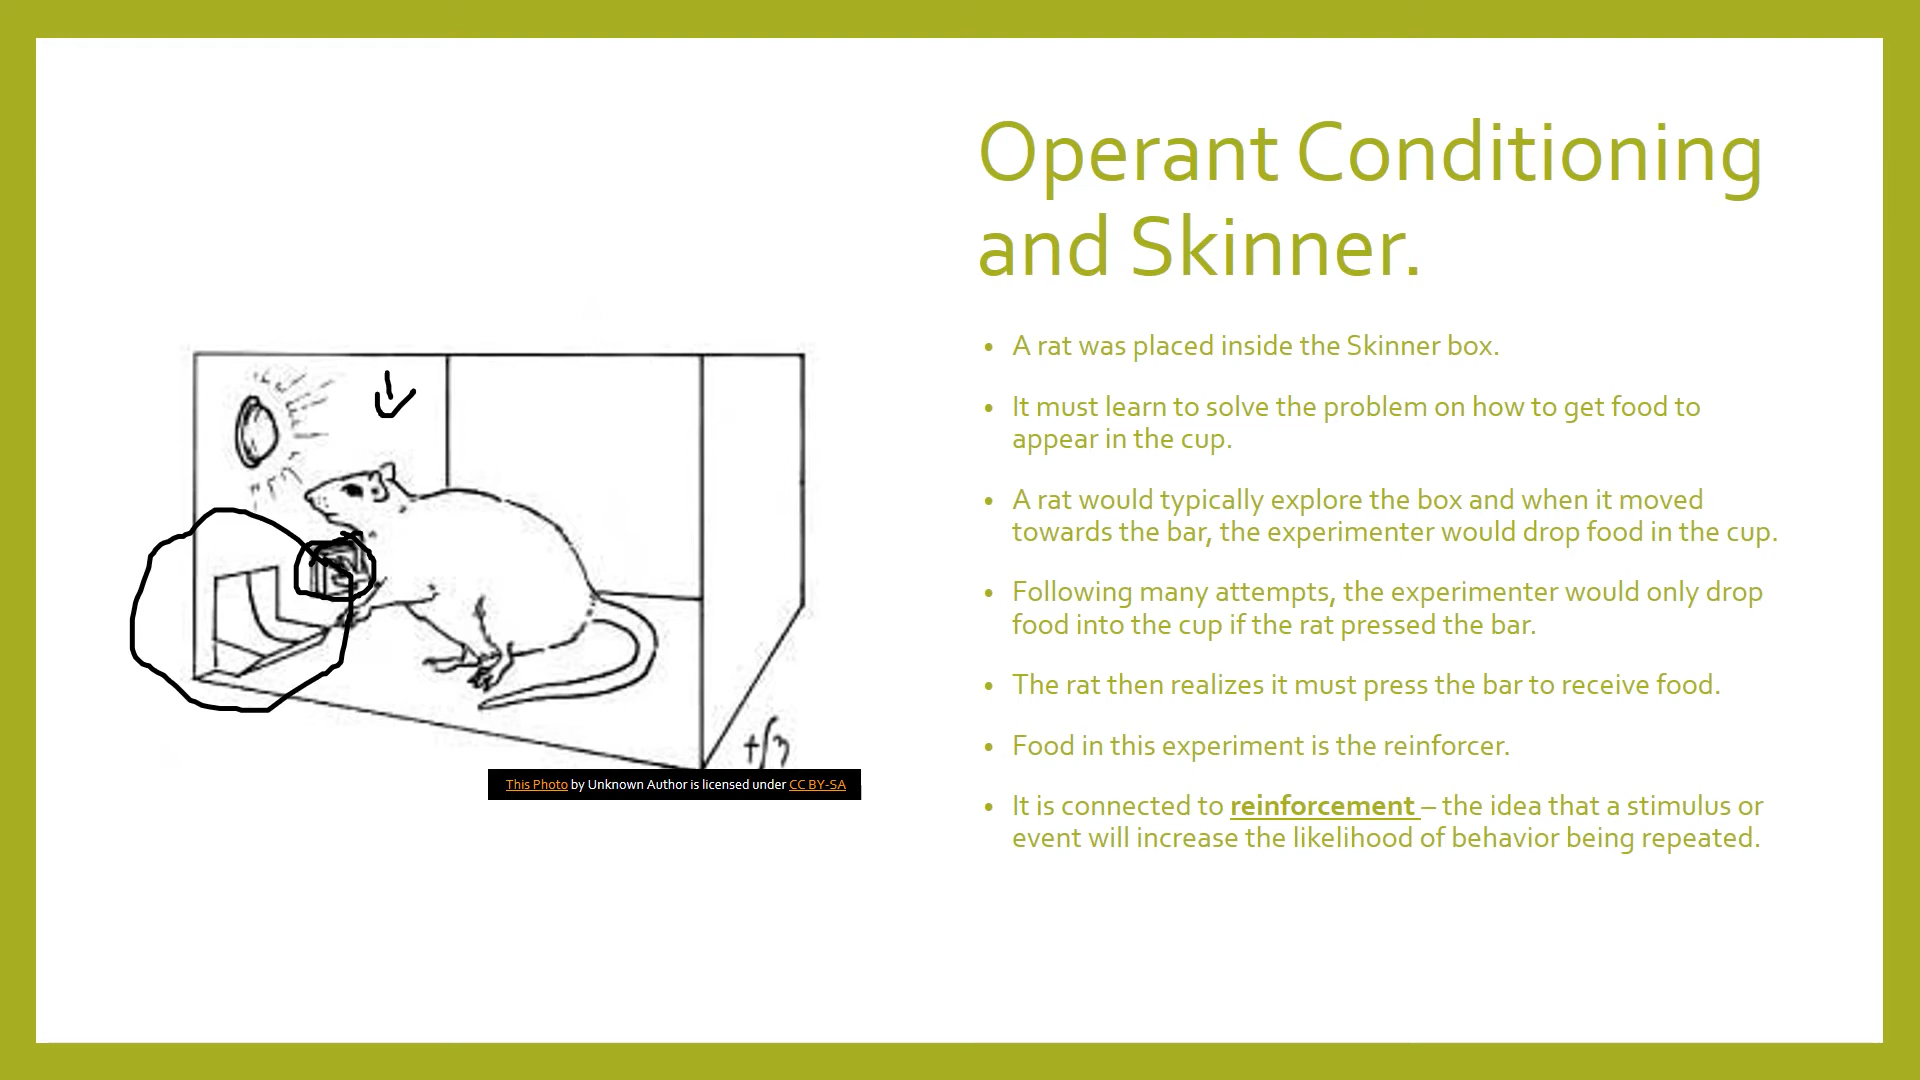 Operant Conditioning
and Skinner.
• A rat was placed inside the Skinner box.
• It must learn to solve the problem on how to get food to
appear in the cup.
• A rat would typically explore the box and when it moved
towards the bar, the experimenter would drop food in the cup.
• Following many attempts, the experimenter would only drop
food into the cup if the rat pressed the bar.
• The rat then realizes it must press the bar to receive food.
• Food in this experiment is the reinforcer.
• It is connected to reinforcement – the idea that a stimulus or
event will increase the likelihood of behavior being repeated.
This Photo by Unknown Author is licensed under CC BY-SA